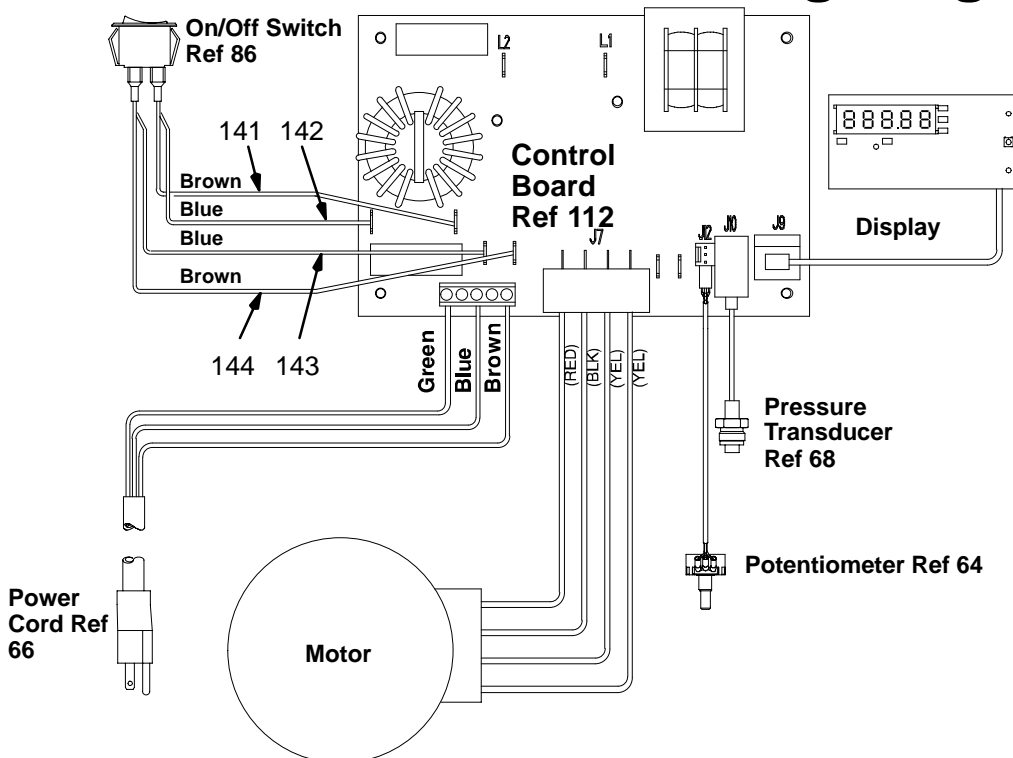 On/Off Switch
Ref 86
L2
L1
88888
141
142
Control
Board
Ref 112
Brown
Blue
Blue
Brown
J7
J12
J10
J9
Display
144
143
Green
Blue
Brown
(RED)
(BLK)
(YEL)
(YEL)
Pressure
Transducer
Ref 68
Potentiometer Ref 64
Power
Cord Ref
66
Motor